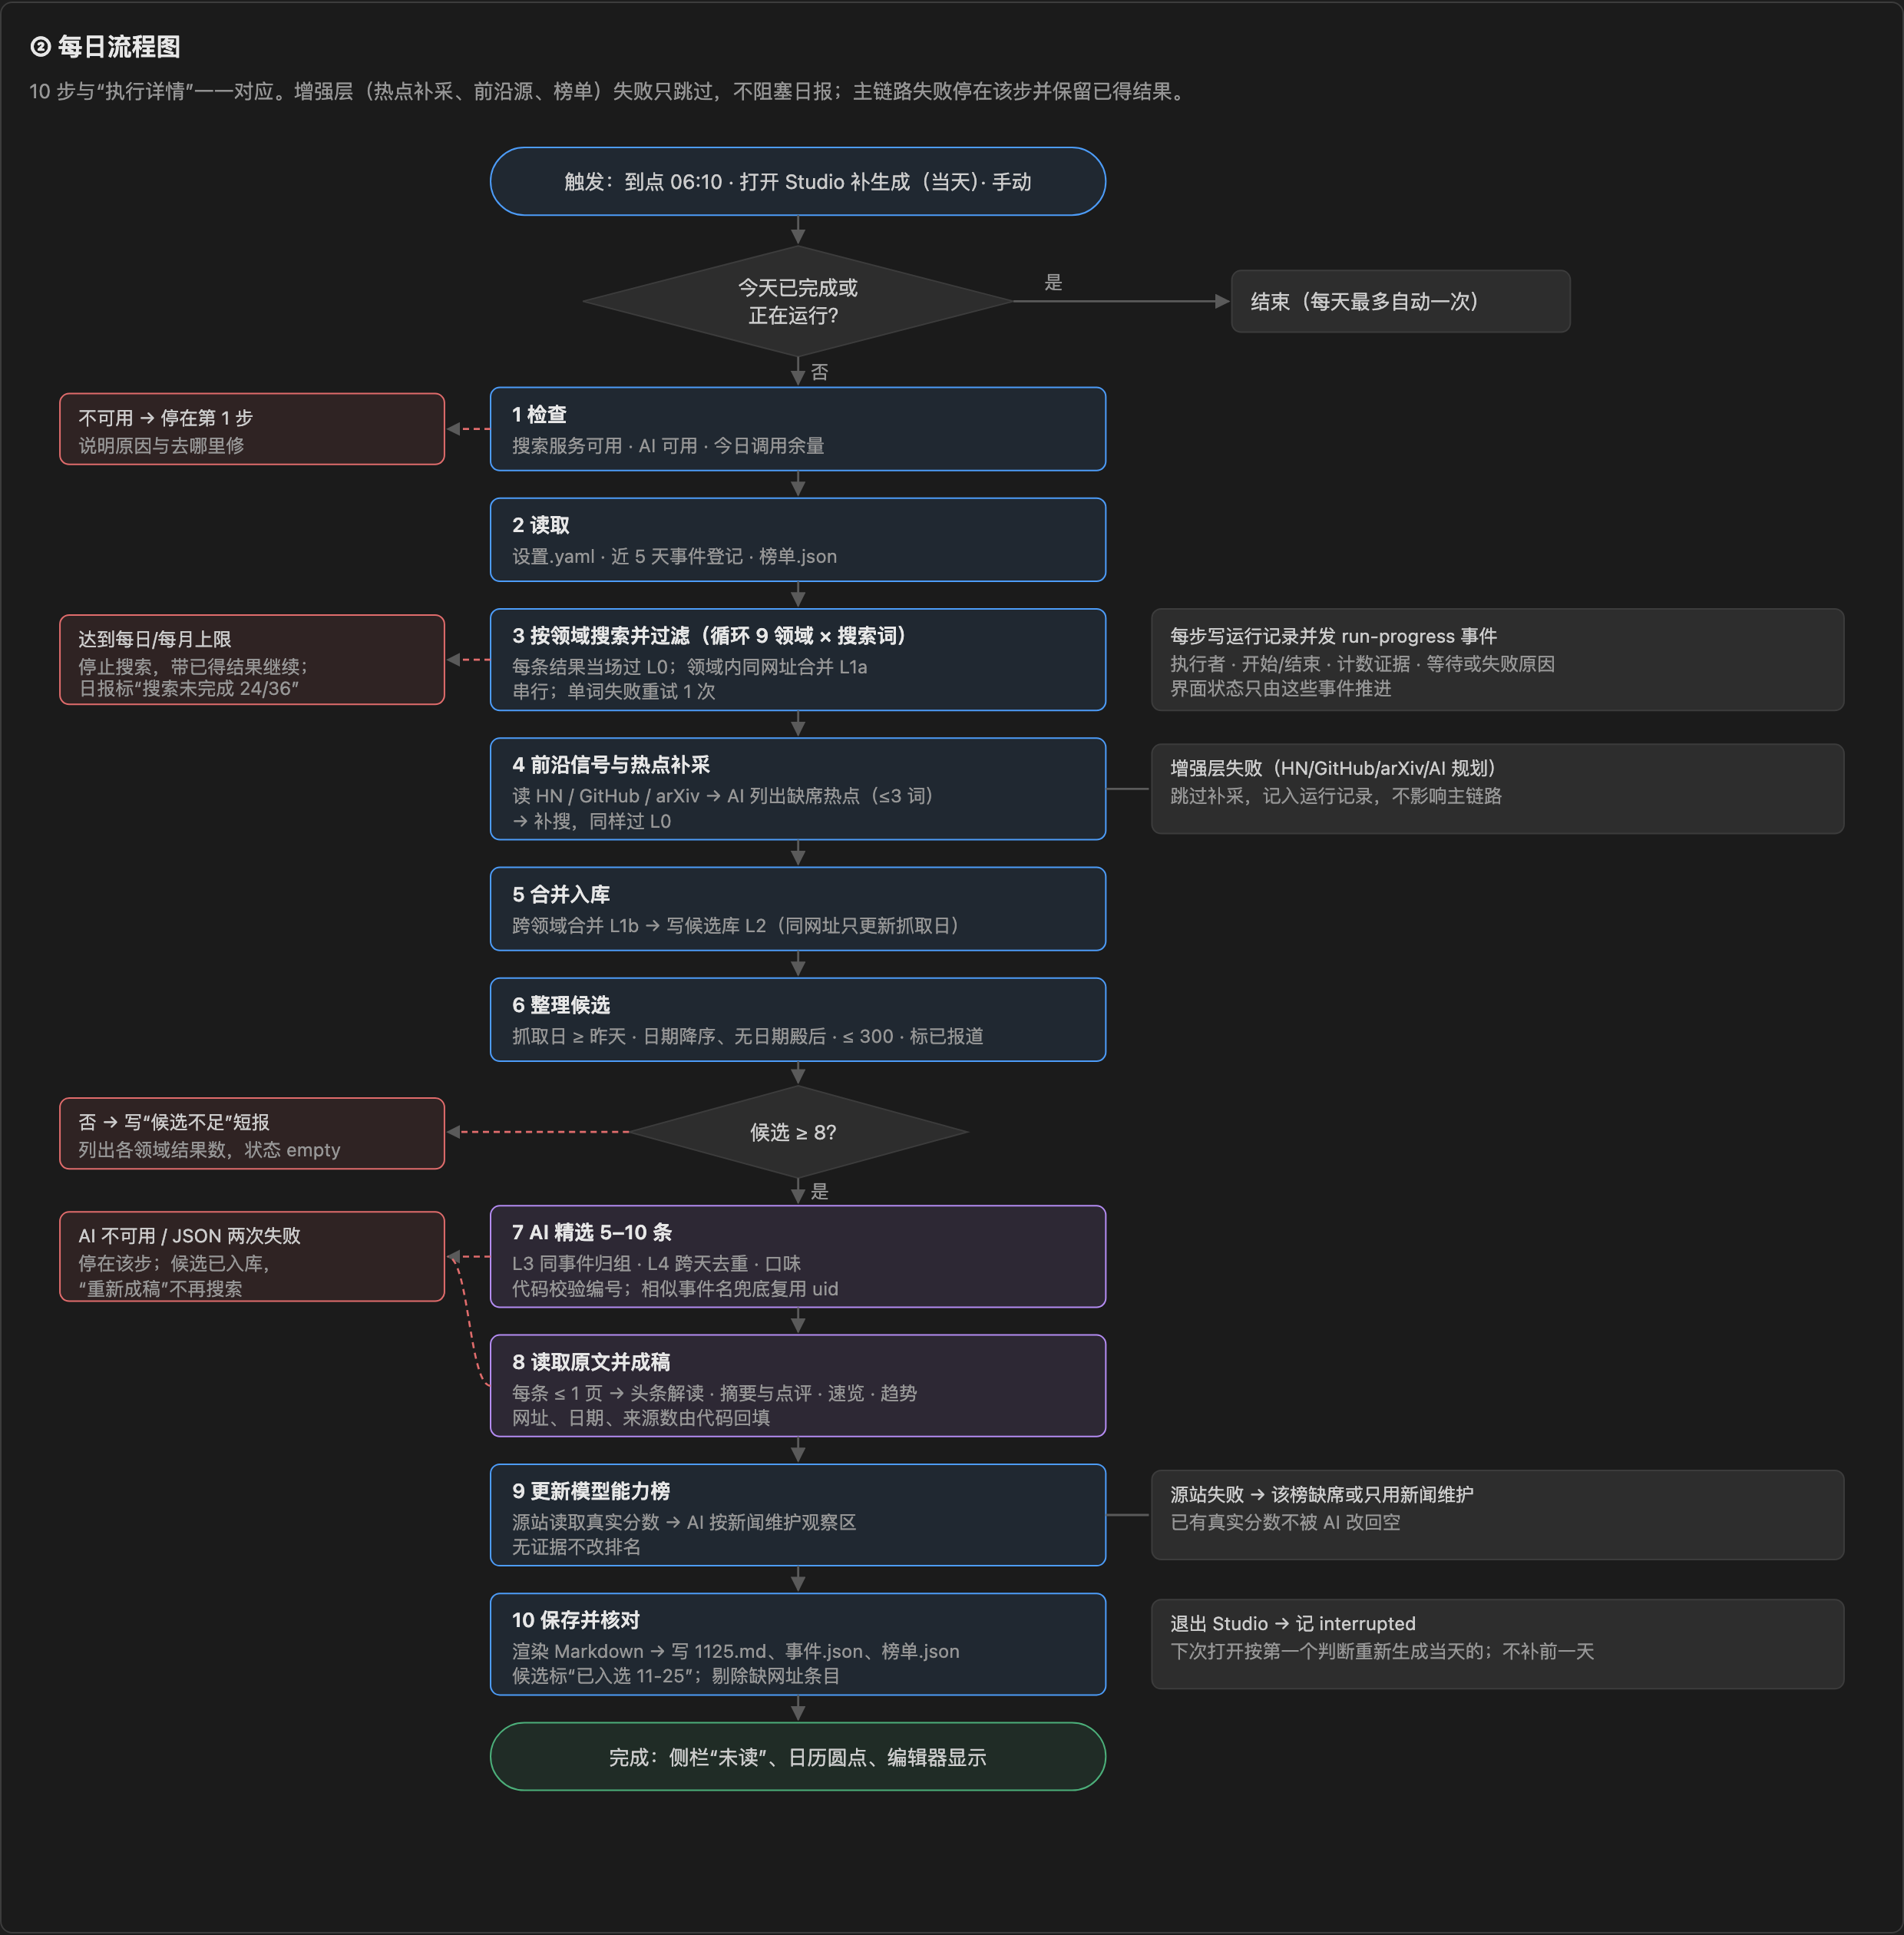 ② 每日流程图
10 步与“执行详情”一一对应。增强层（热点补采、前沿源、榜单）失败只跳过，不阻塞日报；主链路失败停在该步并保留已得结果。
触发：到点 06:10 · 打开 Studio 补生成（当天）· 手动
今天已完成或
正在运行？
是
结束（每天最多自动一次）
否
不可用 → 停在第 1 步
说明原因与去哪里修
1 检查
搜索服务可用 · AI 可用 · 今日调用余量
2 读取
设置.yaml · 近 5 天事件登记 · 榜单.json
达到每日/每月上限
停止搜索，带已得结果继续；
日报标“搜索未完成 24/36”
3 按领域搜索并过滤（循环 9 领域 × 搜索词）
每条结果当场过 L0；领域内同网址合并 L1a
串行；单词失败重试 1 次
每步写运行记录并发 run-progress 事件
执行者 · 开始/结束 · 计数证据 · 等待或失败原因
界面状态只由这些事件推进
4 前沿信号与热点补采
读 HN / GitHub / arXiv → AI 列出缺席热点（≤3 词）
→ 补搜，同样过 L0
增强层失败（HN/GitHub/arXiv/AI 规划）
跳过补采，记入运行记录，不影响主链路
5 合并入库
跨领域合并 L1b → 写候选库 L2（同网址只更新抓取日）
6 整理候选
抓取日 ≥ 昨天 · 日期降序、无日期殿后 · ≤ 300 · 标已报道
否 → 写“候选不足”短报
列出各领域结果数，状态 empty
候选 ≥ 8?
是
AI 不可用 / JSON 两次失败
停在该步；候选已入库，
“重新成稿”不再搜索
7 AI 精选 5–10 条
L3 同事件归组 · L4 跨天去重 · 口味
代码校验编号；相似事件名兜底复用 uid
8 读取原文并成稿
每条 ≤ 1 页 → 头条解读 · 摘要与点评 · 速览 · 趋势
网址、日期、来源数由代码回填
9 更新模型能力榜
源站读取真实分数 → AI 按新闻维护观察区
无证据不改排名
源站失败 → 该榜缺席或只用新闻维护
已有真实分数不被 AI 改回空
10 保存并核对
渲染 Markdown → 写 1125.md、事件.json、榜单.json
候选标“已入选 11-25”；剔除缺网址条目
退出 Studio → 记 interrupted
下次打开按第一个判断重新生成当天的；不补前一天
完成：侧栏“未读”、日历圆点、编辑器显示